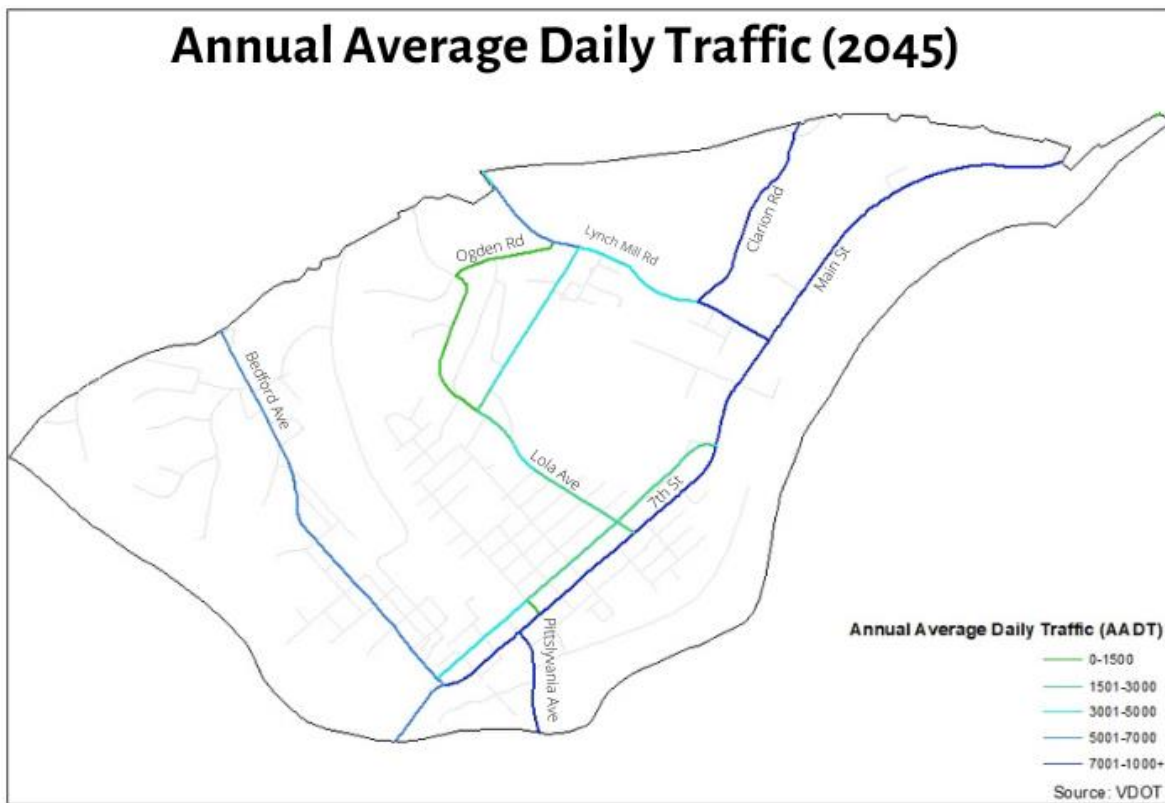 Annual Average Daily Traffic (2045)
Ogden Rd
Lynch Mill Rd
Clarion Rd
Main St
Bedford Ave
Lola Ave
7th St
Pittslyvania Ave
Annual Average Daily Traffic (AADT)
0-1500
1501-3000
3001-5000
5001-7000
7001-1000+
Source: VDOT